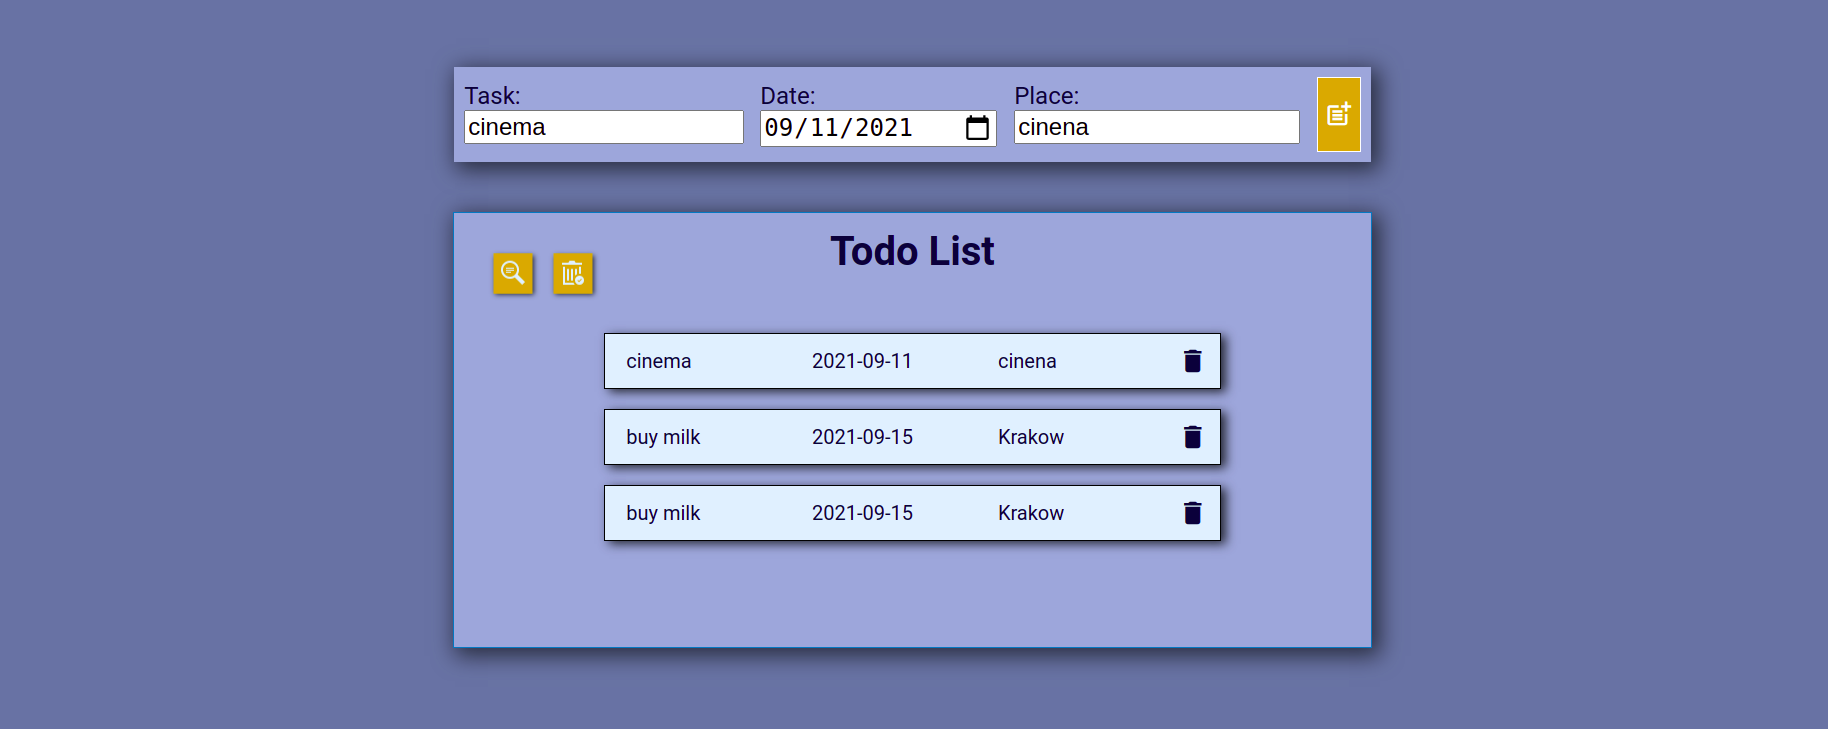 Task: Date: Place:
cinema 09/11/2021 cinena
Todo List
cinema 2021-09-11 cinena
buy milk 2021-09-15 Krakow
buy milk 2021-09-15 Krakow